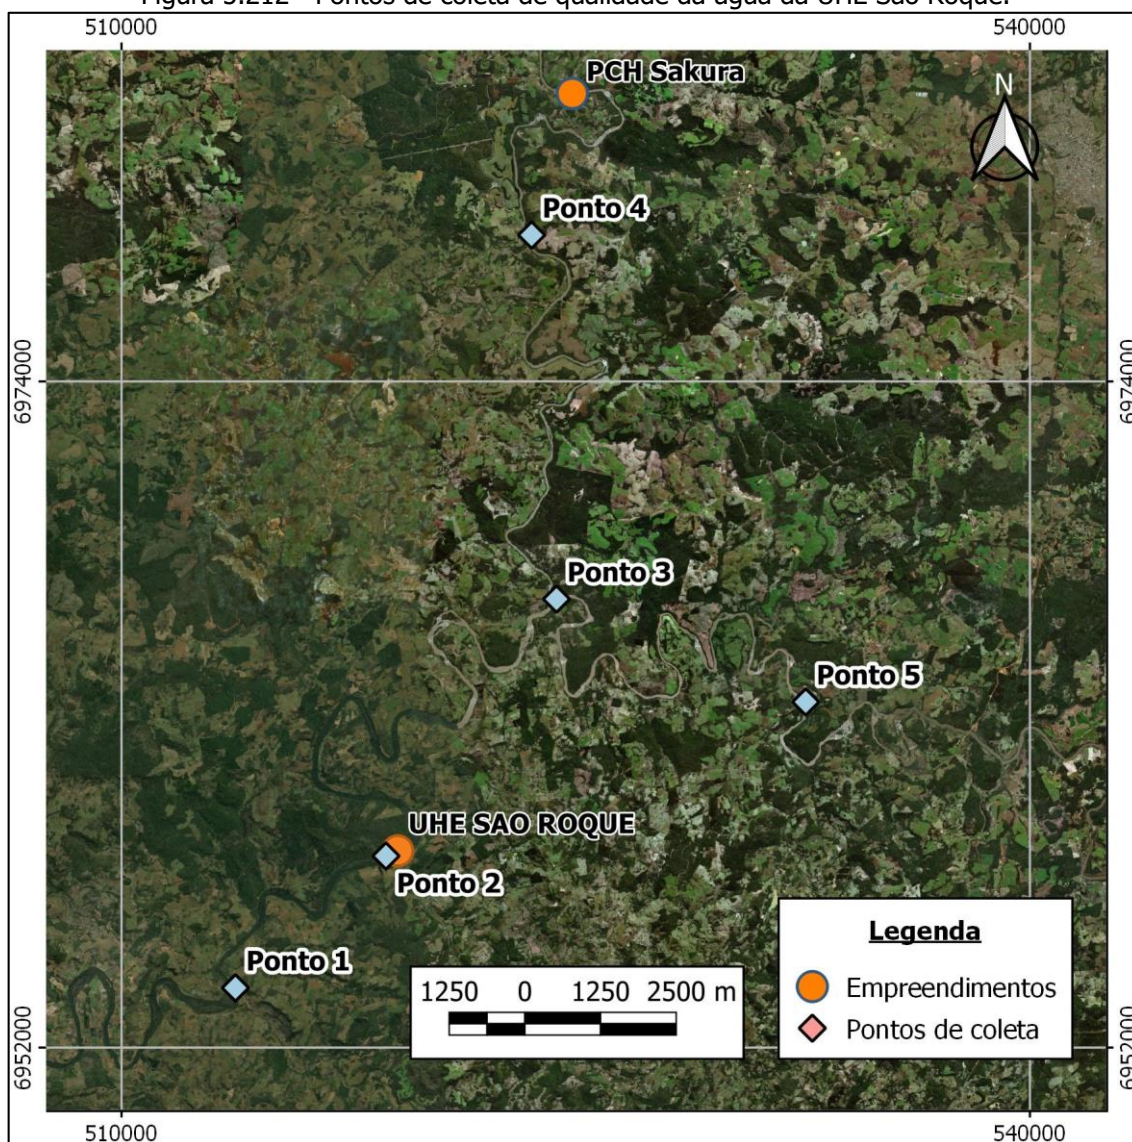 Figura 5.212 - Pontos de coleta de qualidade da água da UHE São Roque.
510000 540000
PCH Sakura
N
Ponto 4
6974000 6974000
Ponto 3
Ponto 5
UHE SAO ROQUE
Ponto 2
Ponto 1
Legenda
Empreendimentos
Pontos de coleta
1250 0 1250 2500 m
6952000 6952000
510000 540000